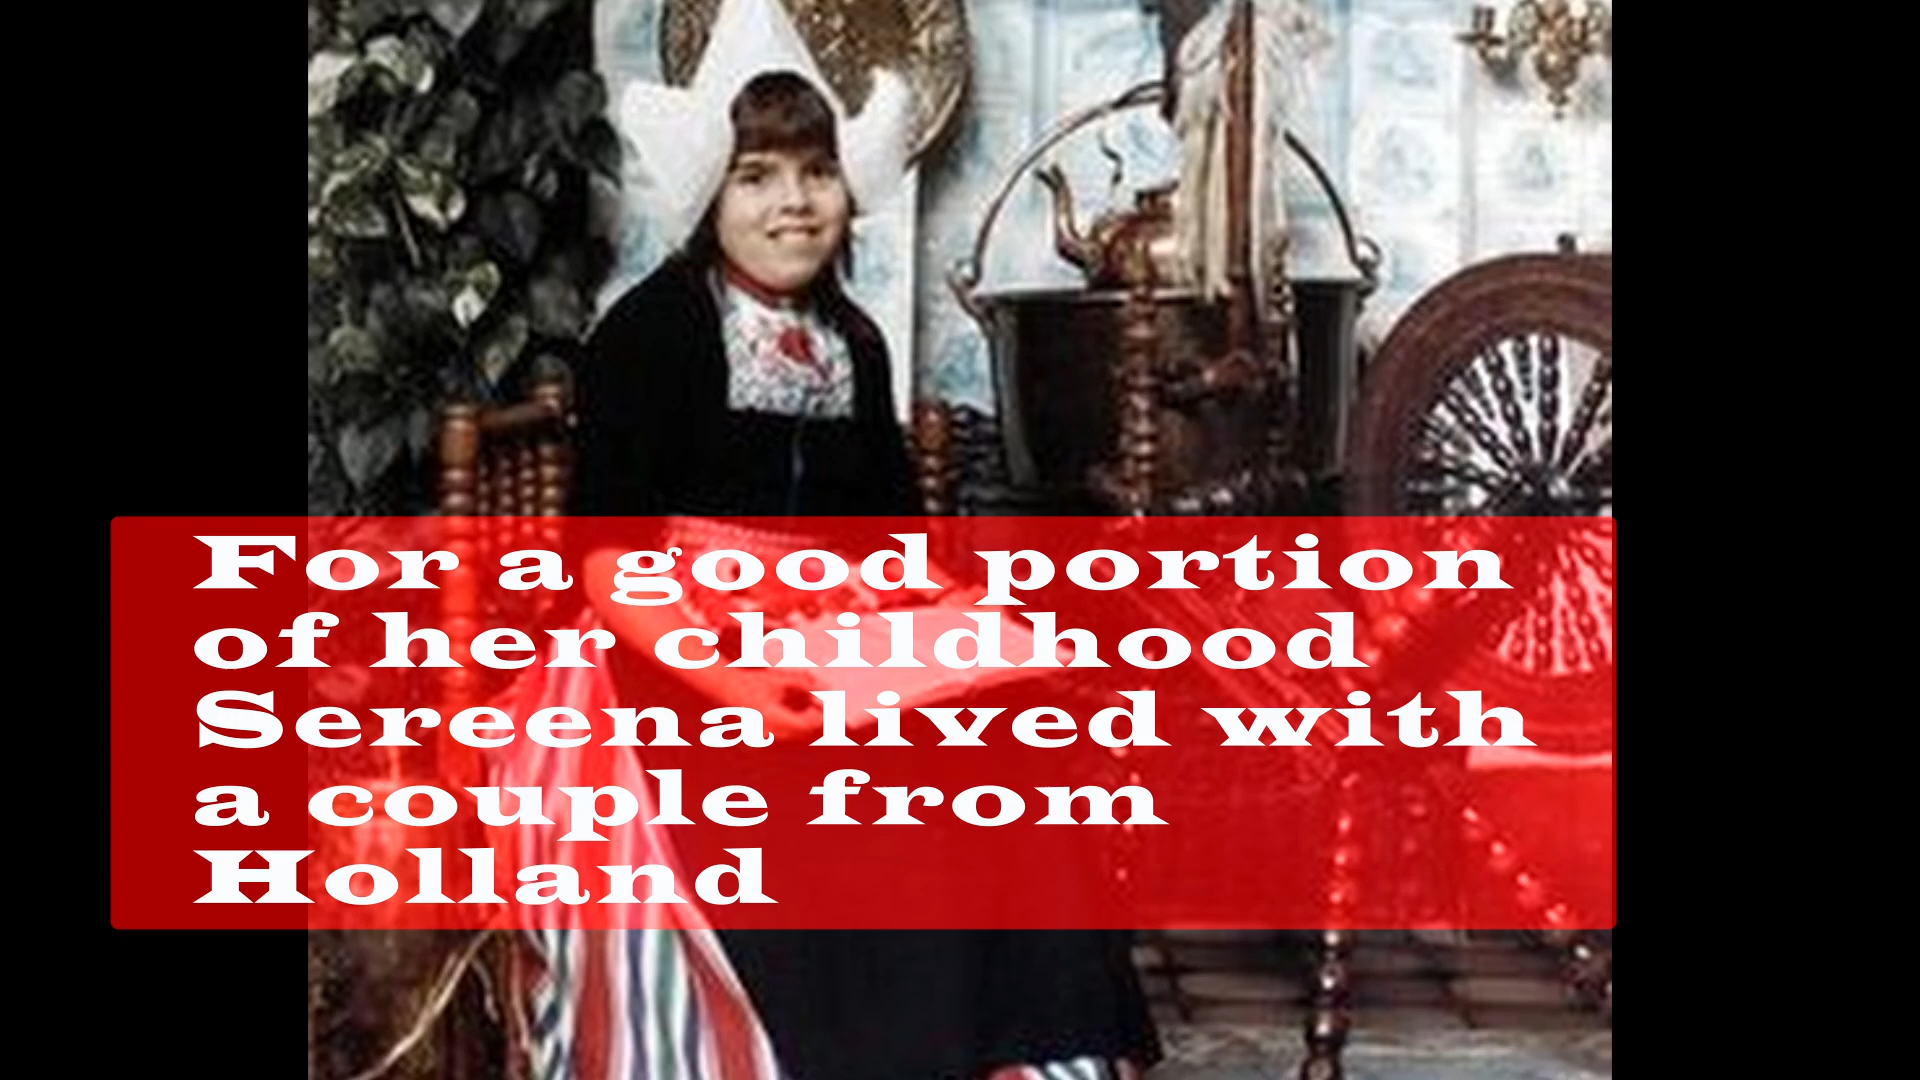 For a good portion
of her childhood
Sereena lived with
a couple from
Holland